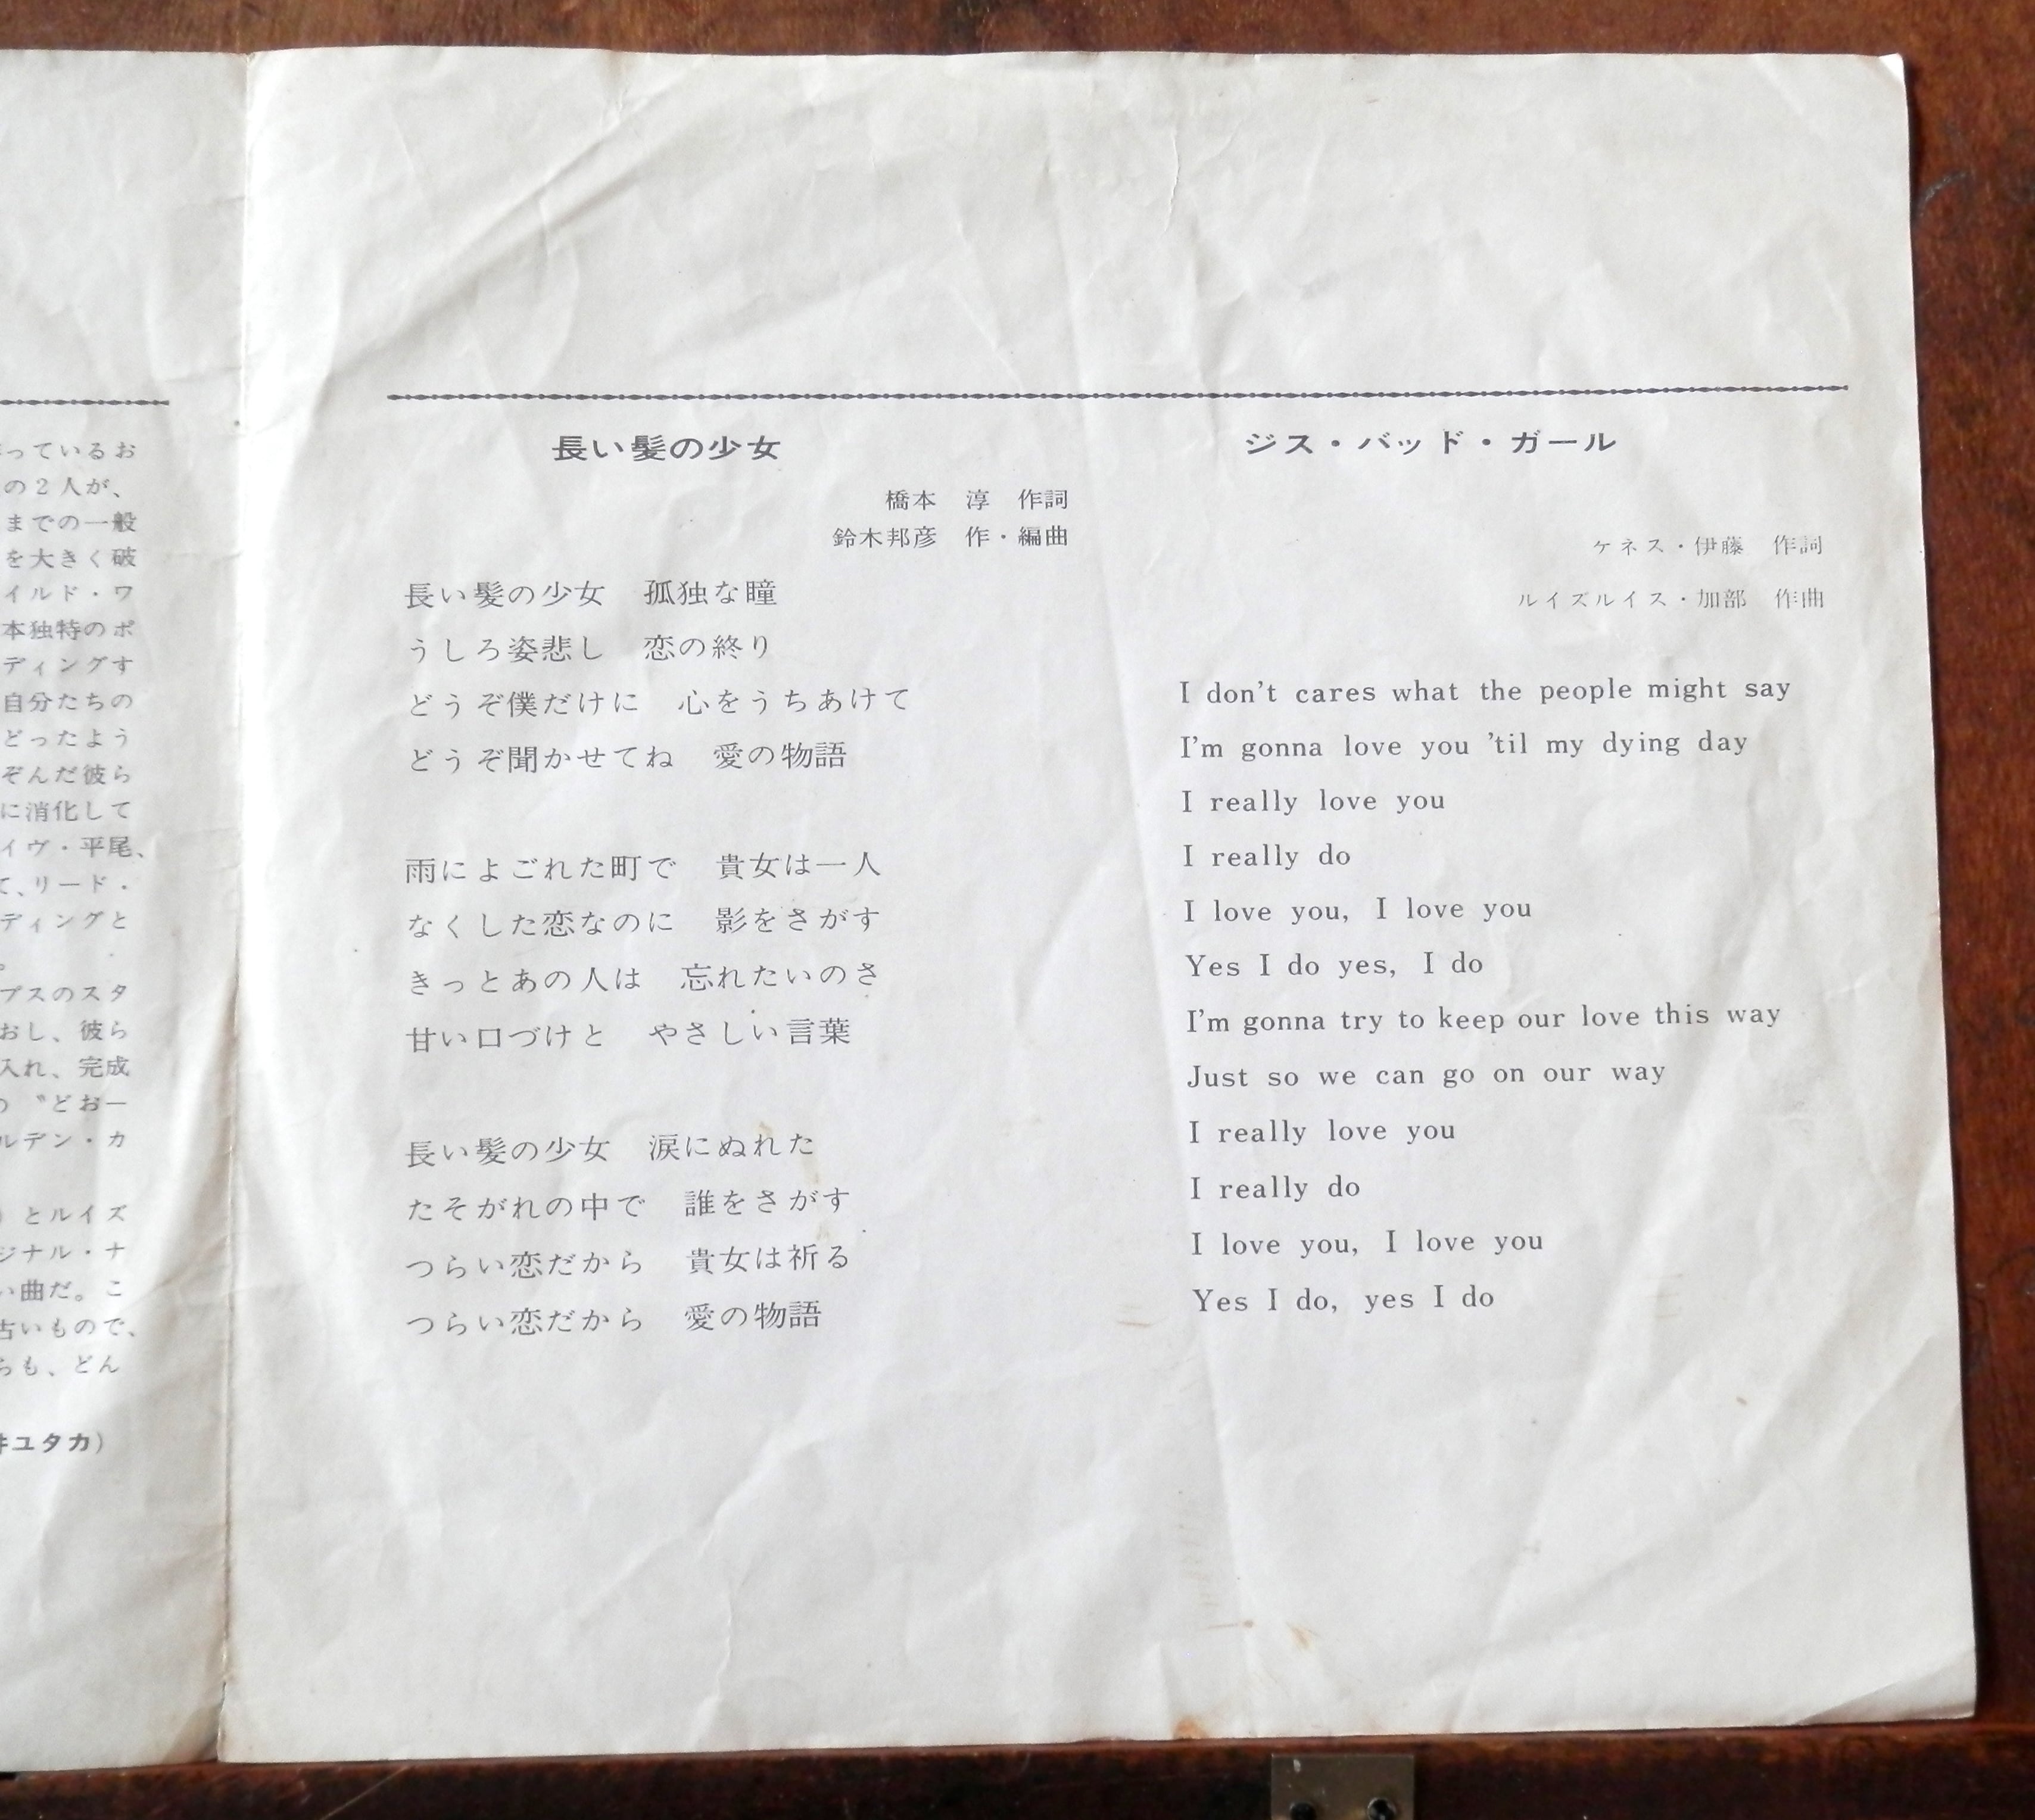 っているお
の2人が、
までの一般
を大きく破
イルド・ワ
本独特のポ
ディングす
自分たちの
どったよう
ぞんだ彼ら
に消化して
イヴ・平尾、
て、リード・
ディングと
。
プスのスタ
おし、彼ら
入れ、完成
〝どおー
ルデン・カ
とルイズ
ジナル・ナ
い曲だ。こ
古いもので、
らも、どん
ユタカ)
長い髪の少女
橋本 淳 作詞
鈴木邦彦 作・編曲
長い髪の少女 孤独な瞳
うしろ姿悲し 恋の終り
どうぞ僕だけに 心をうちあけて
どうぞ聞かせてね 愛の物語
雨によごれた町で 貴女は一人
なくした恋なのに 影をさがす
きっとあの人は 忘れたいのさ
甘い口づけと やさしい言葉
長い髪の少女 涙にぬれた
たそがれの中で 誰をさがす
つらい恋だから 貴女は祈る
つらい恋だから 愛の物語
ジス・バッド・ガール
ケネス・伊藤 作詞
ルイズルイス・加部 作曲
I don't cares what the people might say
I'm gonna love you 'til my dying day
I really love you
I really do
I love you, I love you
Yes I do yes, I do
I'm gonna try to keep our love this way
Just so we can go on our way
I really love you
I really do
I love you, I love you
Yes I do, yes I do